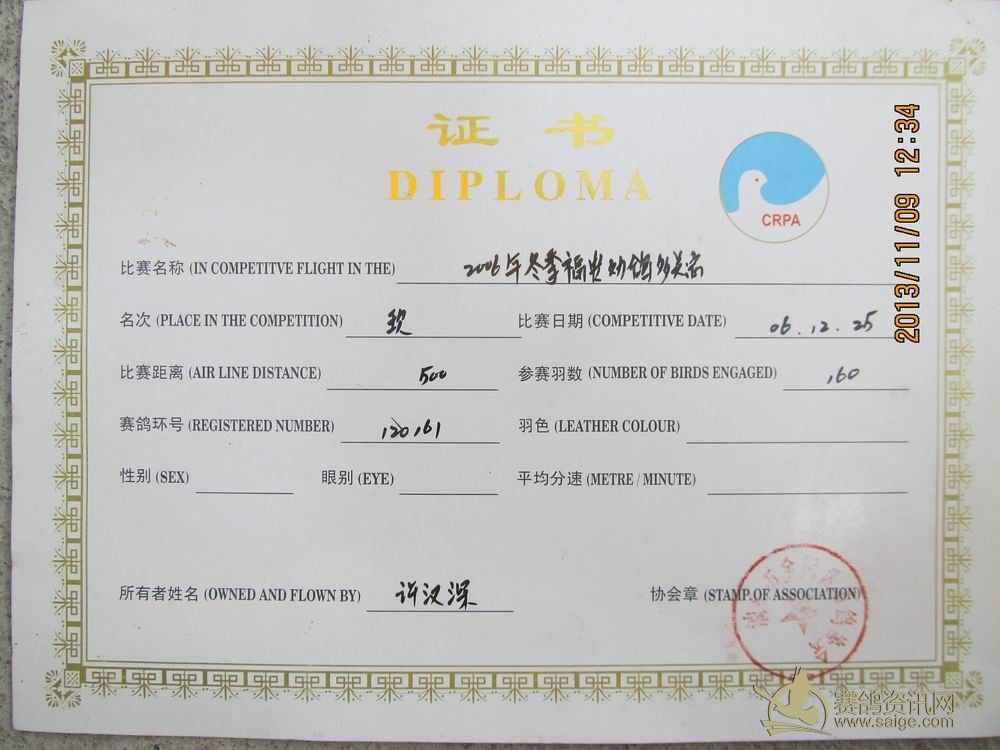 证书
DIPLOMA
CRPA
2013/11/09 12:34
比赛名称 (IN COMPETITVE FLIGHT IN THE) 2006年冬季福 幼鸽多关赛
名次 (PLACE IN THE COMPETITION)
比赛日期 (COMPETITIVE DATE) 06.12.25
比赛距离 (AIR LINE DISTANCE) 500
参赛羽数 (NUMBER OF BIRDS ENGAGED) 160
赛鸽环号 (REGISTERED NUMBER) 120161
羽色 (LEATHER COLOUR)
性别 (SEX)
眼别 (EYE)
平均分速 (METRE / MINUTE)
所有者姓名 (OWNED AND FLOWN BY) 许汉深
协会章 (STAMP OF ASSOCIATION)
赛鸽资讯网
www.saige.com